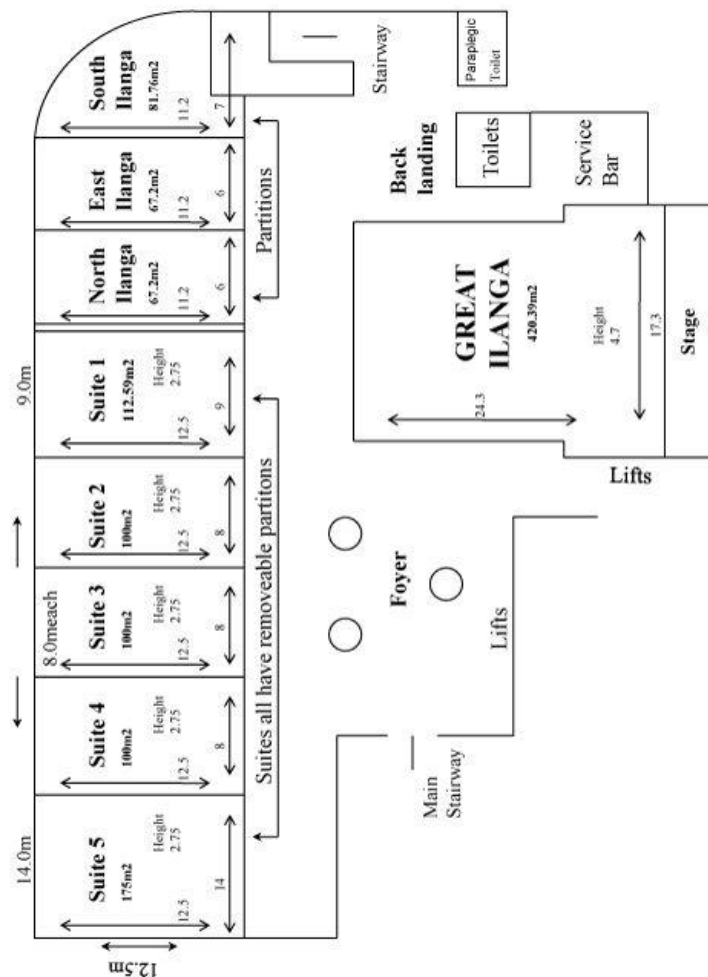 14.0m
8.0meach
9.0m
12.5m
Suite 5
175m2
Height
2.75
12.5
14
Suite 4
100m2
Height
2.75
12.5
8
Suite 3
100m2
Height
2.75
12.5
8
Suite 2
100m2
Height
2.75
12.5
8
Suite 1
112.59m2
Height
2.75
12.5
9
North
Ilanga
67.2m2
11.2
6
East
Ilanga
67.2m2
11.2
6
South
Ilanga
81.76m2
11.2
7
Suites all have removeable partitons
Partitions
Stairway
Paraplegic
Toilet
Back
landing
Toilets
Service
Bar
GREAT
ILANGA
420.39m2
24.3
Height
4.7
17.3
Stage
Lifts
Foyer
Lifts
Main
Stairway